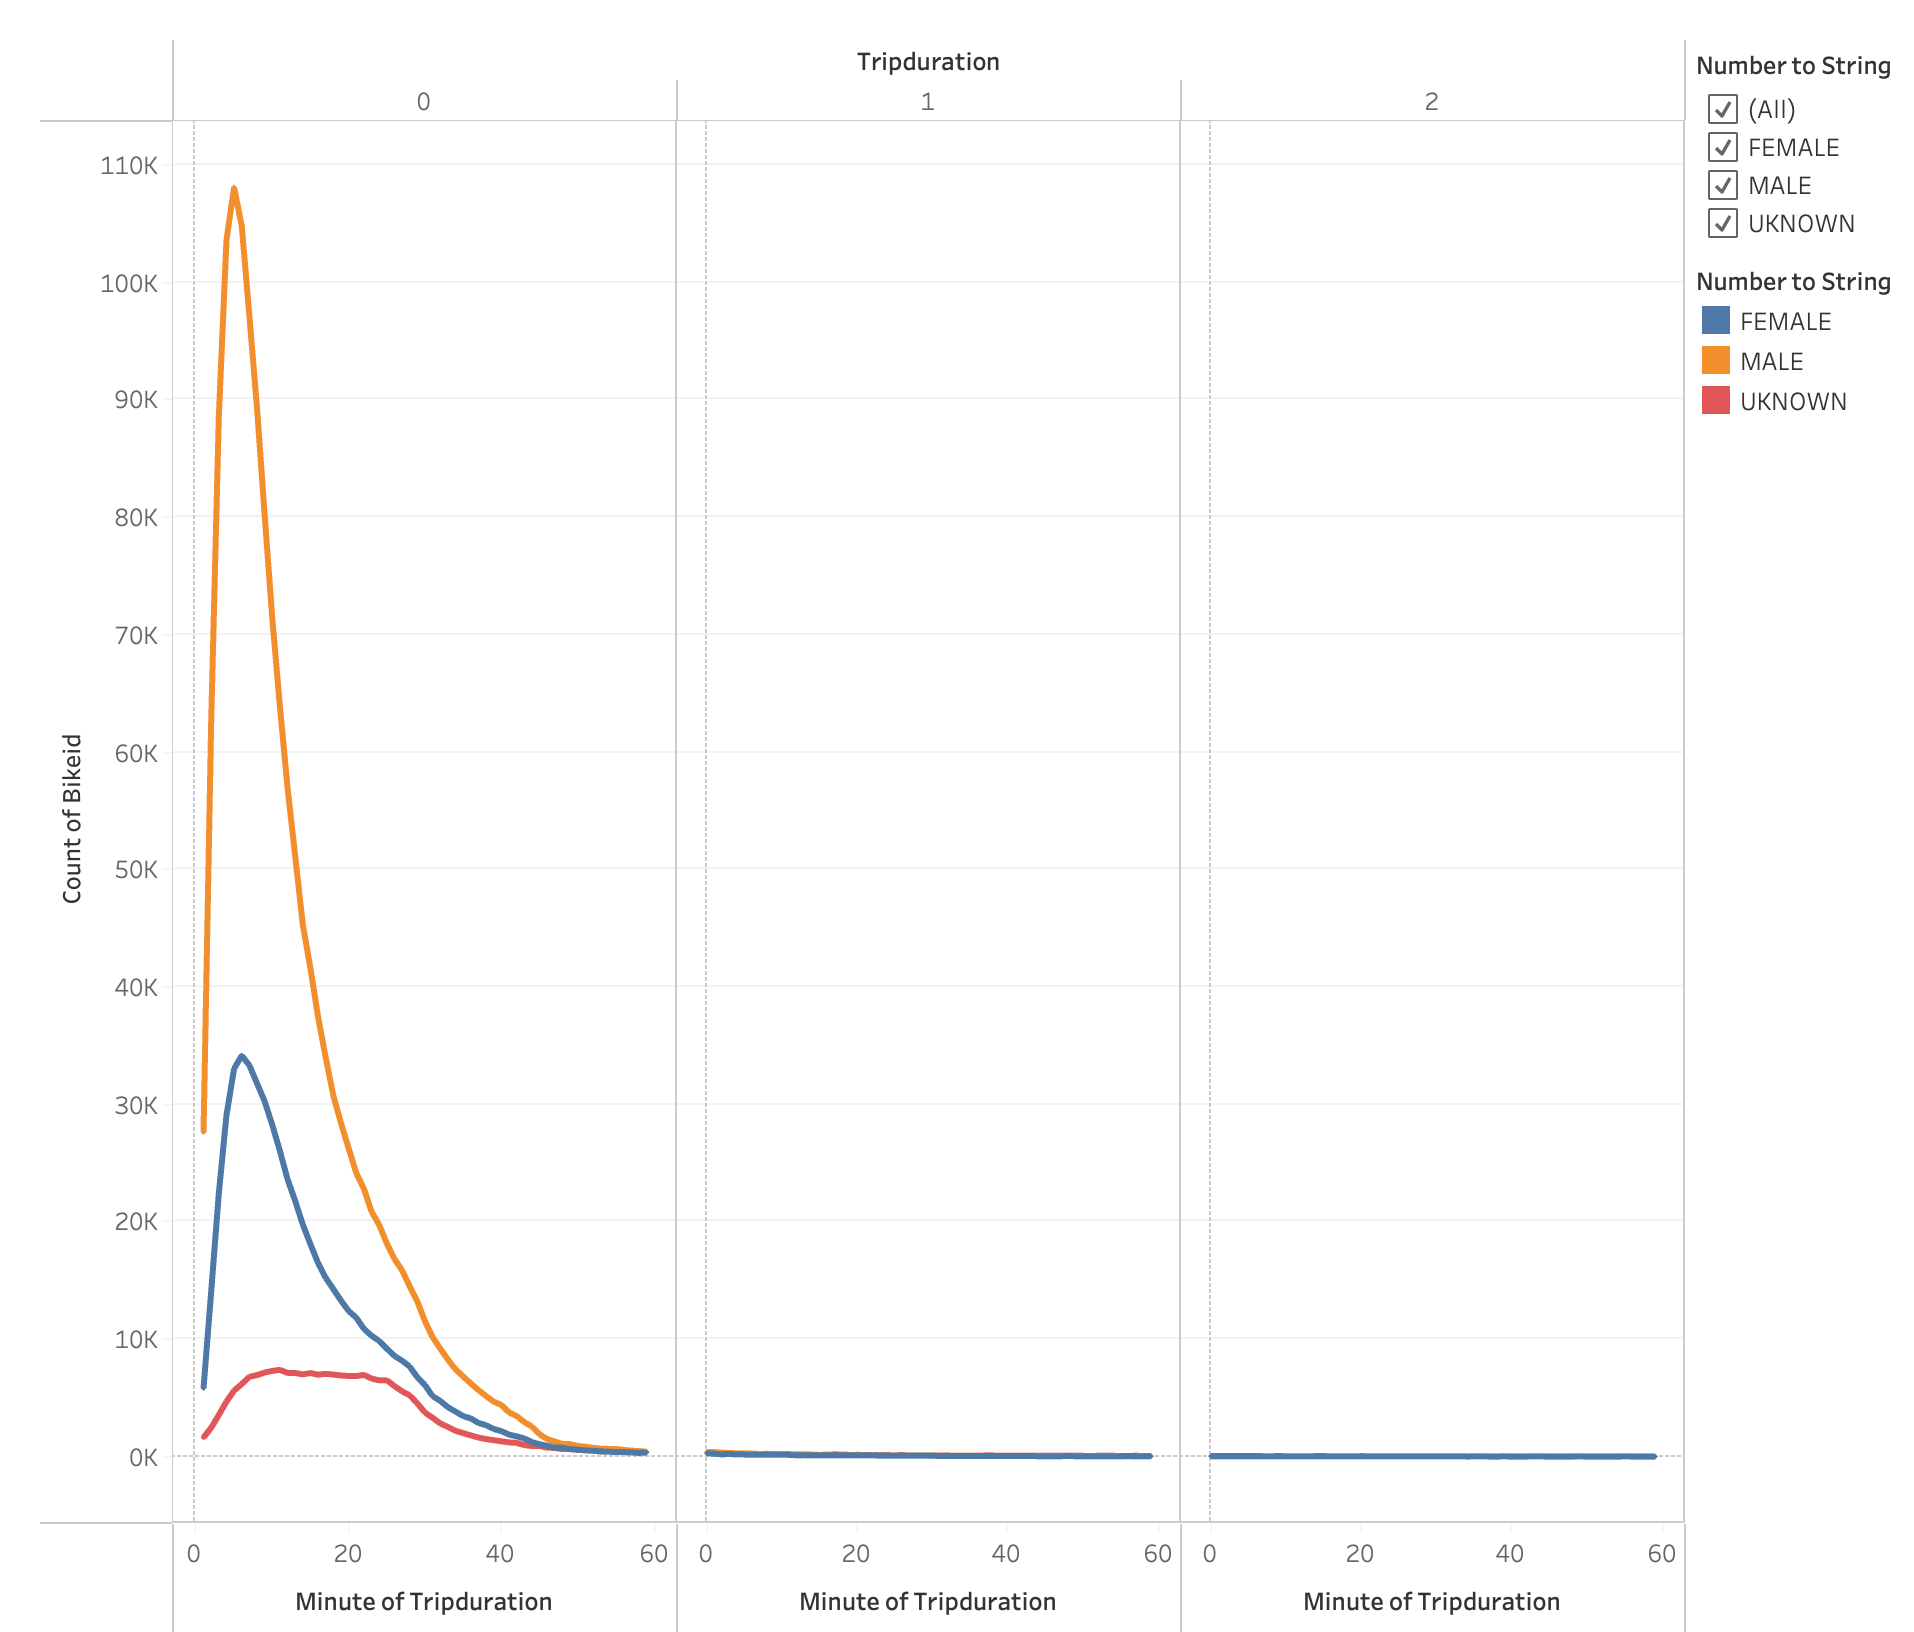 Tripduration
0 1 2
110K
100K
90K
80K
70K
60K
50K
40K
30K
20K
10K
0K
Count of Bikeid
0 20 40 60 0 20 40 60 0 20 40 60
Minute of Tripduration Minute of Tripduration Minute of Tripduration
Number to String
(All)
FEMALE
MALE
UKNOWN
Number to String
FEMALE
MALE
UKNOWN